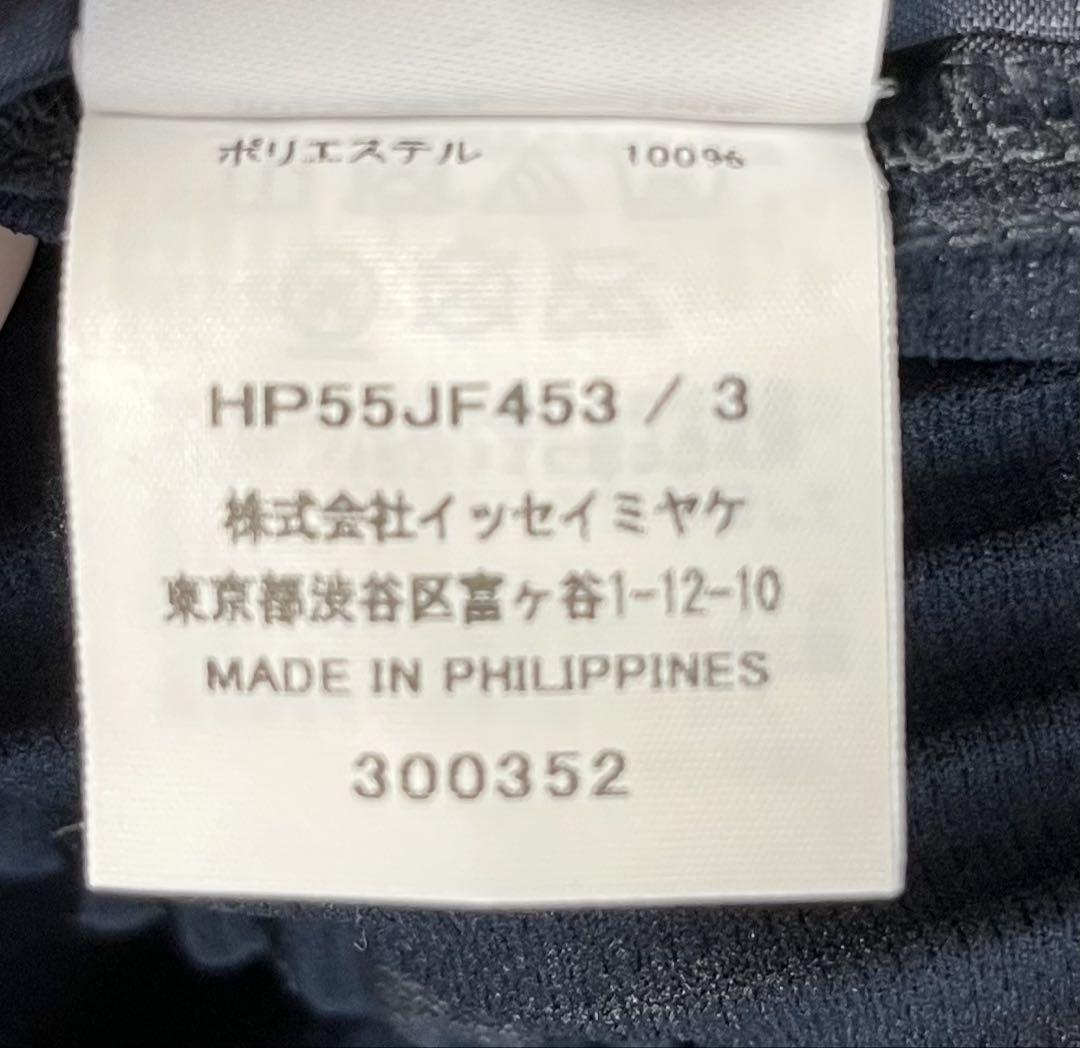 ポリエステル 100%
HP55JF453 / 3
株式会社イッセイミヤケ
東京都渋谷区富ヶ谷1-12-10
MADE IN PHILIPPINES
300352